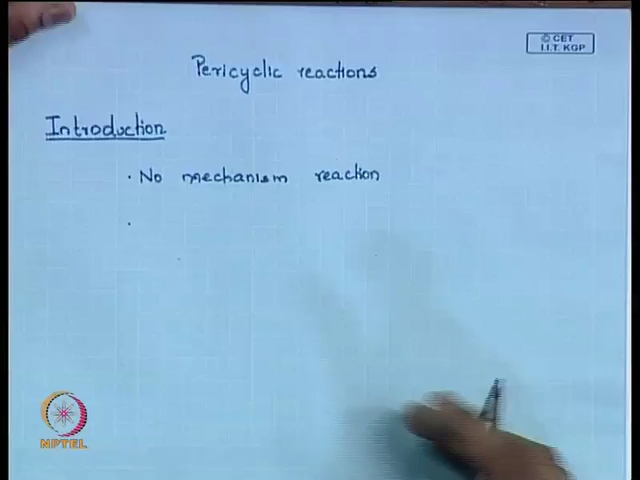 © CET
I.I.T. KGP
Pericyclic reactions
Introduction
· No mechanism reaction
·
NPTEL